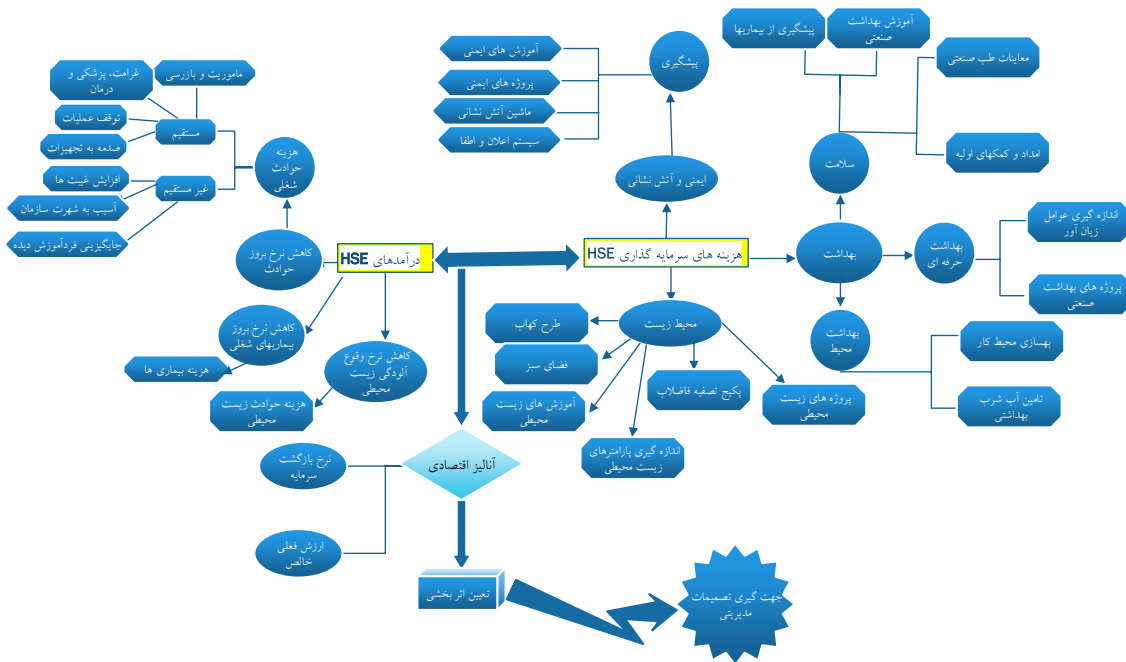 پیشگیری از بیماریها
آموزش بهداشت
صنعتی
معاینات طب صنعتی
امداد و کمکهای اولیه
سلامت
پیشگیری
آموزش های ایمنی
پروژه های ایمنی
ماشین آتش نشانی
سیستم اعلان و اطفا
ایمنی و آتش نشانی
ماموریت و بازرسی
غرامت، پزشکی و
درمان
توقف عملیات
صدمه به تجهیزات
مستقیم
هزینه
حوادث
شغلی
غیر مستقیم
افزایش غیبت ها
آسیب به شهرت سازمان
جایگیزینی فردآموزش دیده
اندازه گیری عوامل
زیان آور
بهداشت
حرفه ای
پروژه های بهداشت
صنعتی
بهداشت
هزینه های سرمایه گذاری HSE
درآمدهای HSE
کاهش نرخ بروز
حوادث
کاهش نرخ بروز
بیماریهای شغلی
هزینه بیماری ها
کاهش نرخ وقوع
آلودگی زیست
محیطی
هزینه حوادث زیست
محیطی
محیط زیست
طرح کهاب
فضای سبز
آموزش های زیست
محیطی
اندازه گیری پارامترهای
زیست محیطی
پکیج تصفیه فاضلاب
پروژه های زیست
محیطی
بهداشت
محیط
بهسازی محیط کار
تامین آب شرب
بهداشتی
آنالیز اقتصادی
نرخ بازگشت
سرمایه
ارزش فعلی
خالص
تعیین اثر بخشی
جهت گیری تصمیمات
مدیریتی